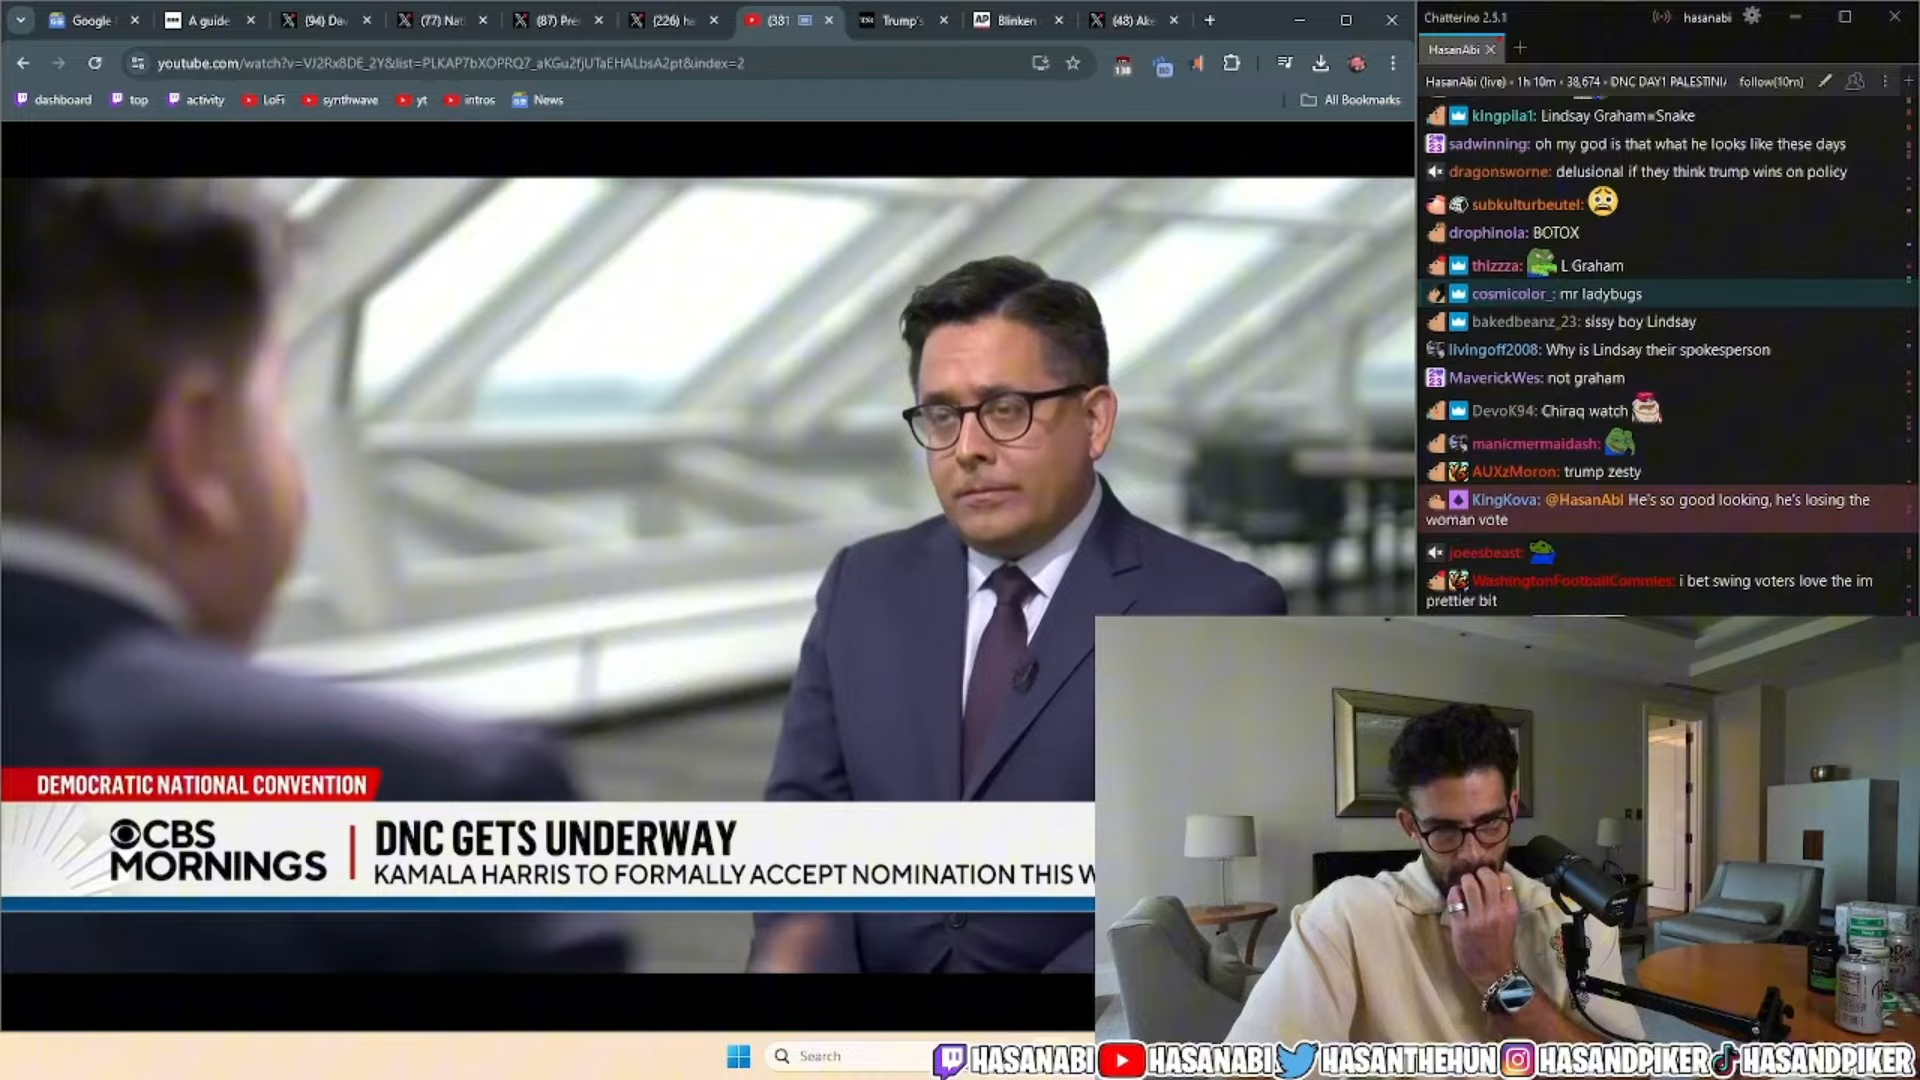 Google
A guide
(94) Da
(77) Nat
(87) Pre
(226) ha
(381
Trump's
AP
Blinken
(48) Ake
youtube.com/watch?v=VJ2Rx8DE_2Y&list=PLKAP7bXOPRQ7_aKGu2fjUTaEHALbsA2pt&index=2
138
dashboard
top
activity
LoFi
synthwave
yt
intros
News
All Bookmarks
Chatterino 2.5.1
hasanabi
HasanAbi
HasanAbi (live) • 1h 10m • 38,674 • DNC DAY1 PALESTINI
follow(10m)
kingpila1: Lindsay Graham=Snake
sadwinning: oh my god is that what he looks like these days
dragonsworne: delusional if they think trump wins on policy
subkulturbeutel:
drophinola: BOTOX
thizzza: L Graham
cosmicolor_: mr ladybugs
bakedbeanz_23: sissy boy Lindsay
livingoff2008: Why is Lindsay their spokesperson
MaverickWes: not graham
DevoK94: Chiraq watch
manicmermaidash:
AUXzMoron: trump zesty
KingKova: @HasanAbi He's so good looking, he's losing the
woman vote
joeesbeast:
WashingtonFootballCommies: i bet swing voters love the im
prettier bit
DEMOCRATIC NATIONAL CONVENTION
CBS
MORNINGS
DNC GETS UNDERWAY
KAMALA HARRIS TO FORMALLY ACCEPT NOMINATION THIS W
Search
HASANABI
HASANABI
HASANTHEHUN
HASANDPIKER
HASANDPIKER